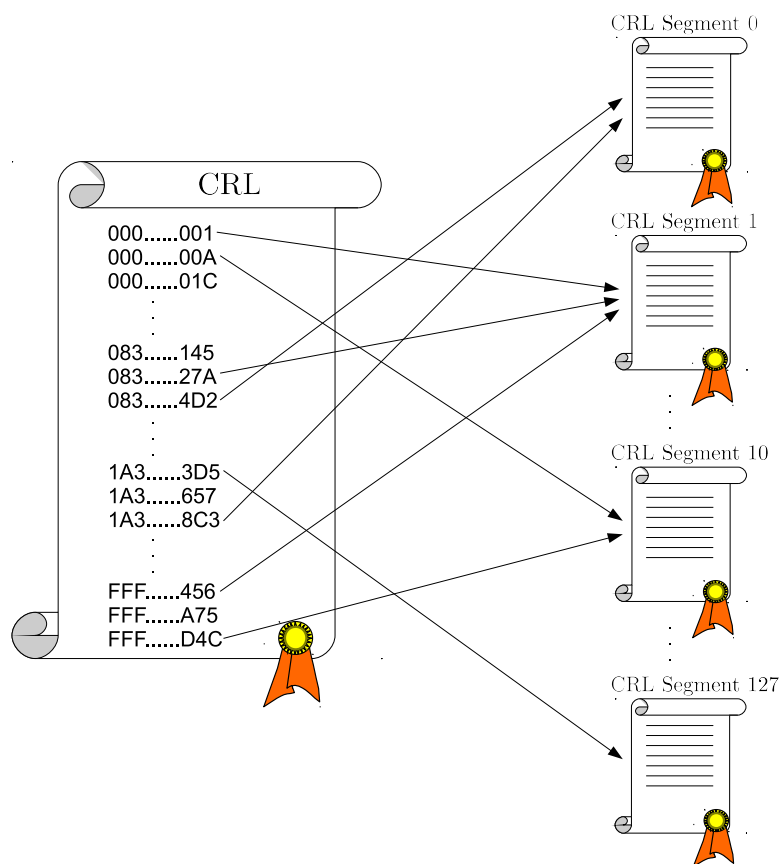 CRL
000......001
000......00A
000......01C
083......145
083......27A
083......4D2
1A3......3D5
1A3......657
1A3......8C3
FFF......456
FFF......A75
FFF......D4C
CRL Segment 0
CRL Segment 1
CRL Segment 10
CRL Segment 127